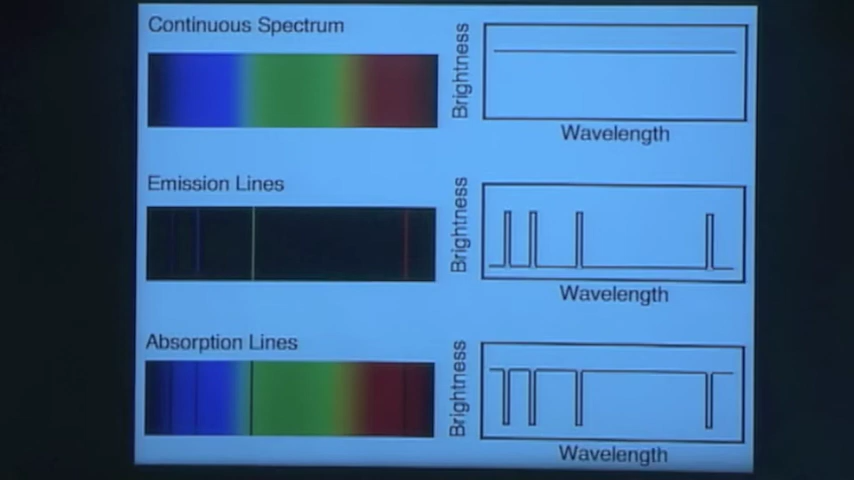 Continuous Spectrum
Brightness
Wavelength
Emission Lines
Brightness
Wavelength
Absorption Lines
Brightness
Wavelength